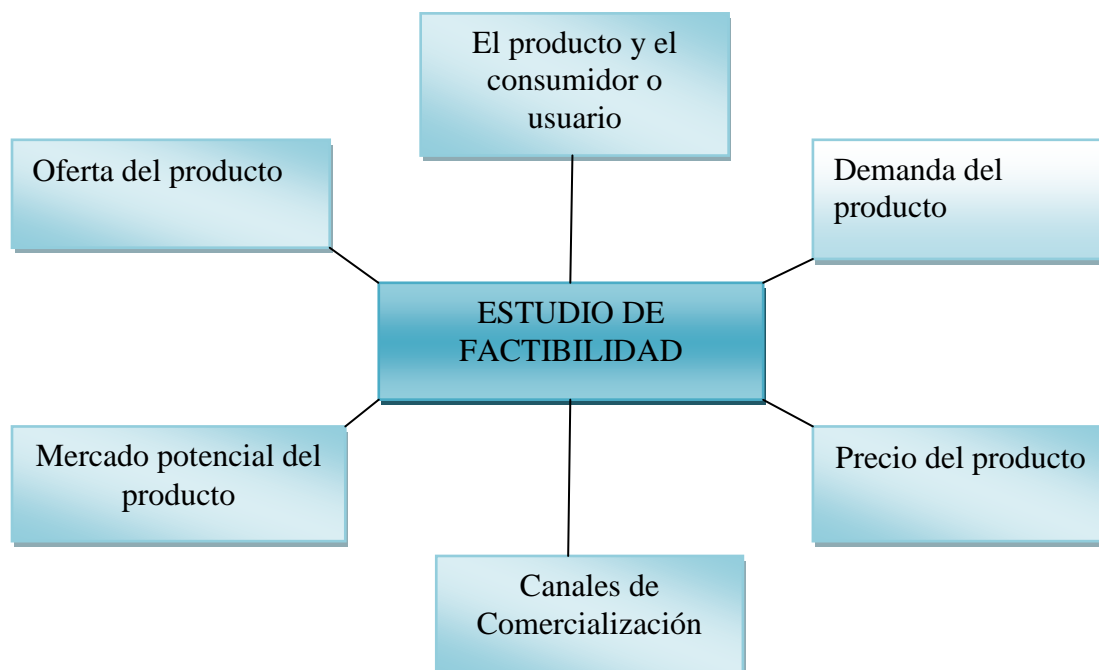 El producto y el
consumidor o
usuario
Oferta del producto
Demanda del
producto
ESTUDIO DE
FACTIBILIDAD
Mercado potencial del
producto
Precio del producto
Canales de
Comercialización